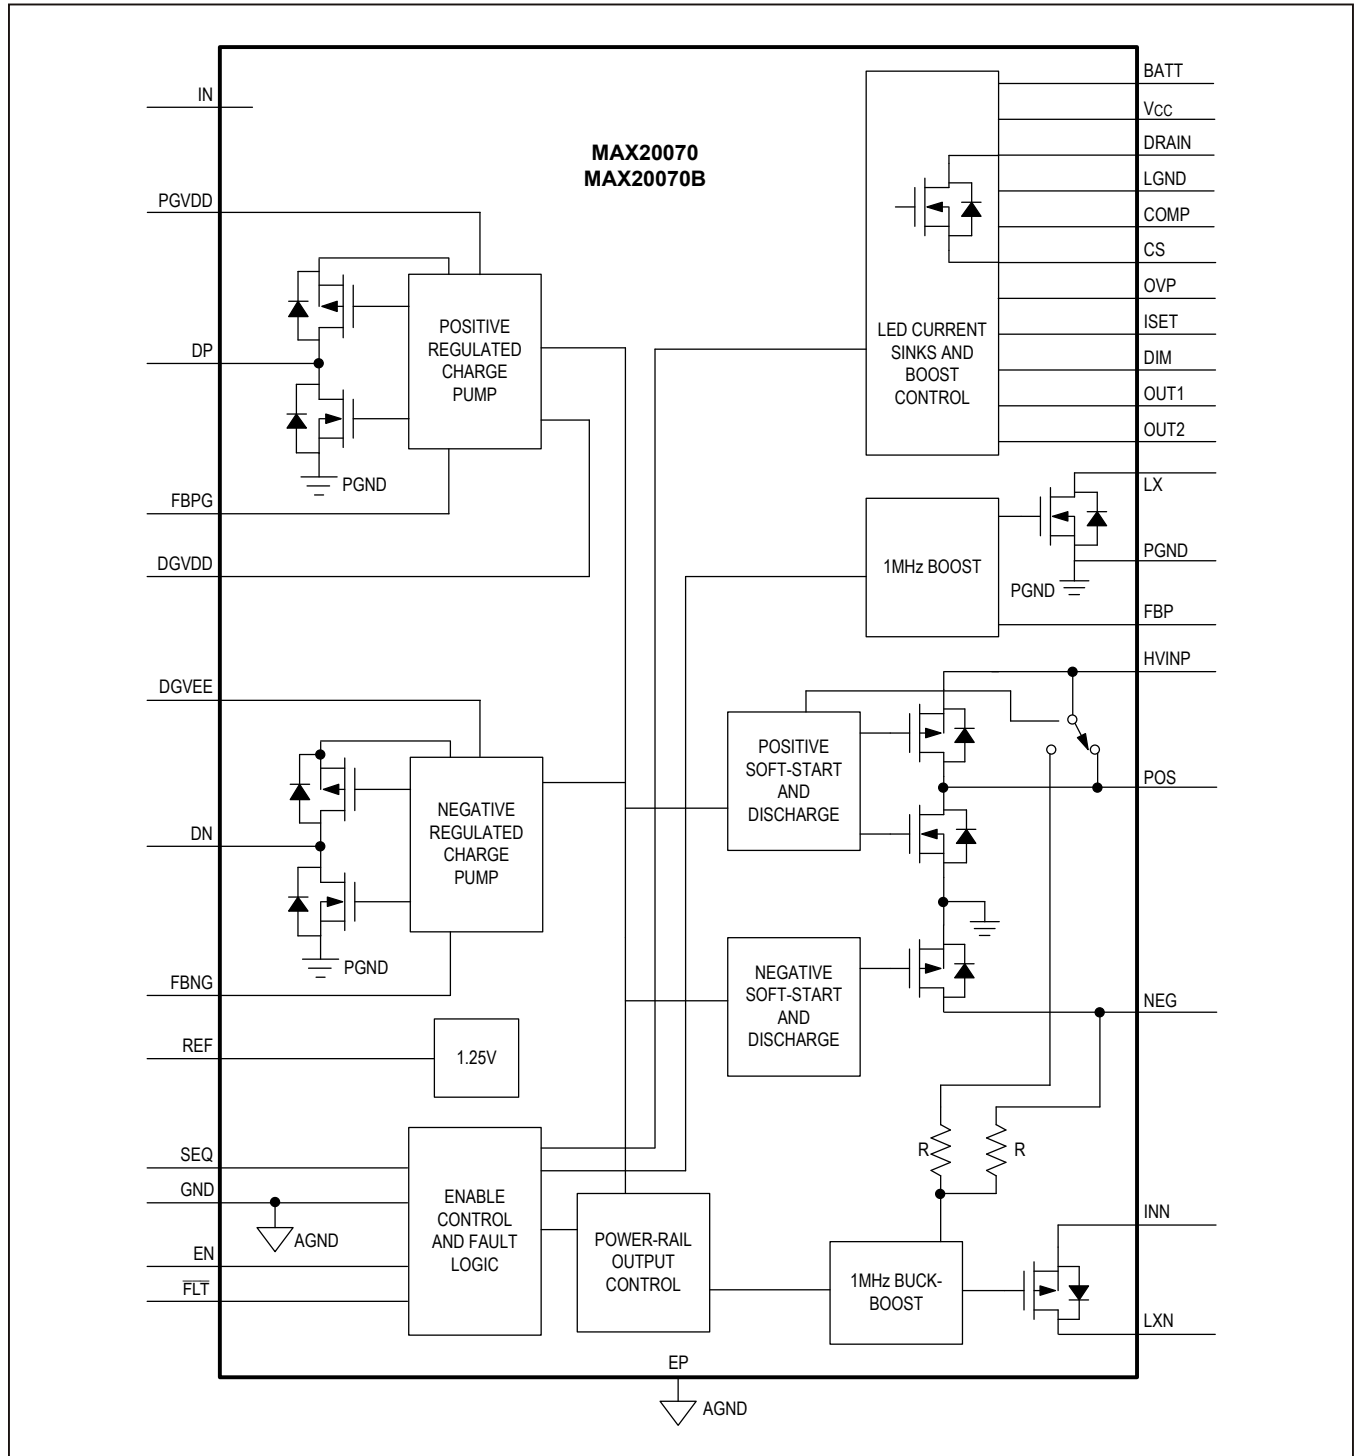 MAX20070
MAX20070B
IN
PGVDD
DP
FBPG
DGVDD
DGVEE
DN
FBNG
REF
SEQ
GND
EN
FLT
POSITIVE
REGULATED
CHARGE
PUMP
PGND
NEGATIVE
REGULATED
CHARGE
PUMP
PGND
1.25V
AGND
ENABLE
CONTROL
AND FAULT
LOGIC
POWER-RAIL
OUTPUT
CONTROL
LED CURRENT
SINKS AND
BOOST
CONTROL
1MHz BOOST
PGND
POSITIVE
SOFT-START
AND
DISCHARGE
NEGATIVE
SOFT-START
AND
DISCHARGE
R
R
1MHz BUCK-
BOOST
BATT
VCC
DRAIN
LGND
COMP
CS
OVP
ISET
DIM
OUT1
OUT2
LX
PGND
FBP
HVINP
POS
NEG
INN
LXN
EP
AGND